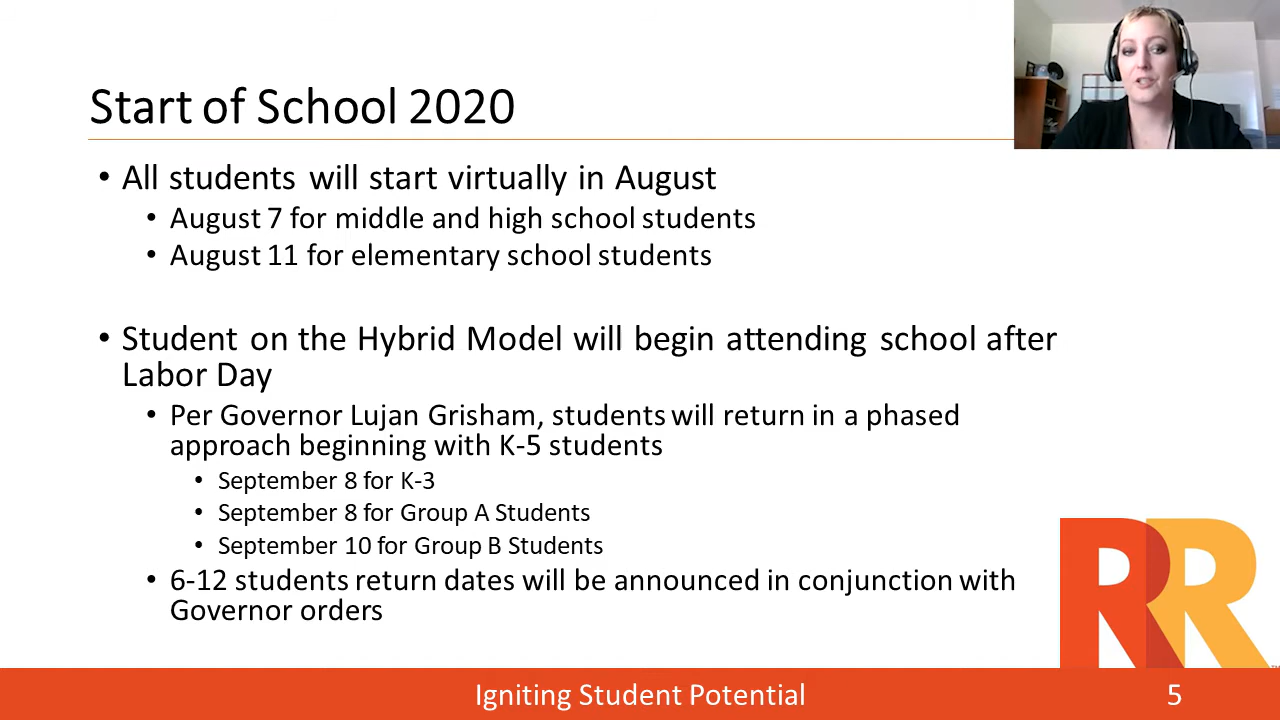 Start of School 2020
• All students will start virtually in August
• August 7 for middle and high school students
• August 11 for elementary school students
• Student on the Hybrid Model will begin attending school after
Labor Day
• Per Governor Lujan Grisham, students will return in a phased
approach beginning with K-5 students
• September 8 for K-3
• September 8 for Group A Students
• September 10 for Group B Students
• 6-12 students return dates will be announced in conjunction with
Governor orders
RR
Igniting Student Potential
5